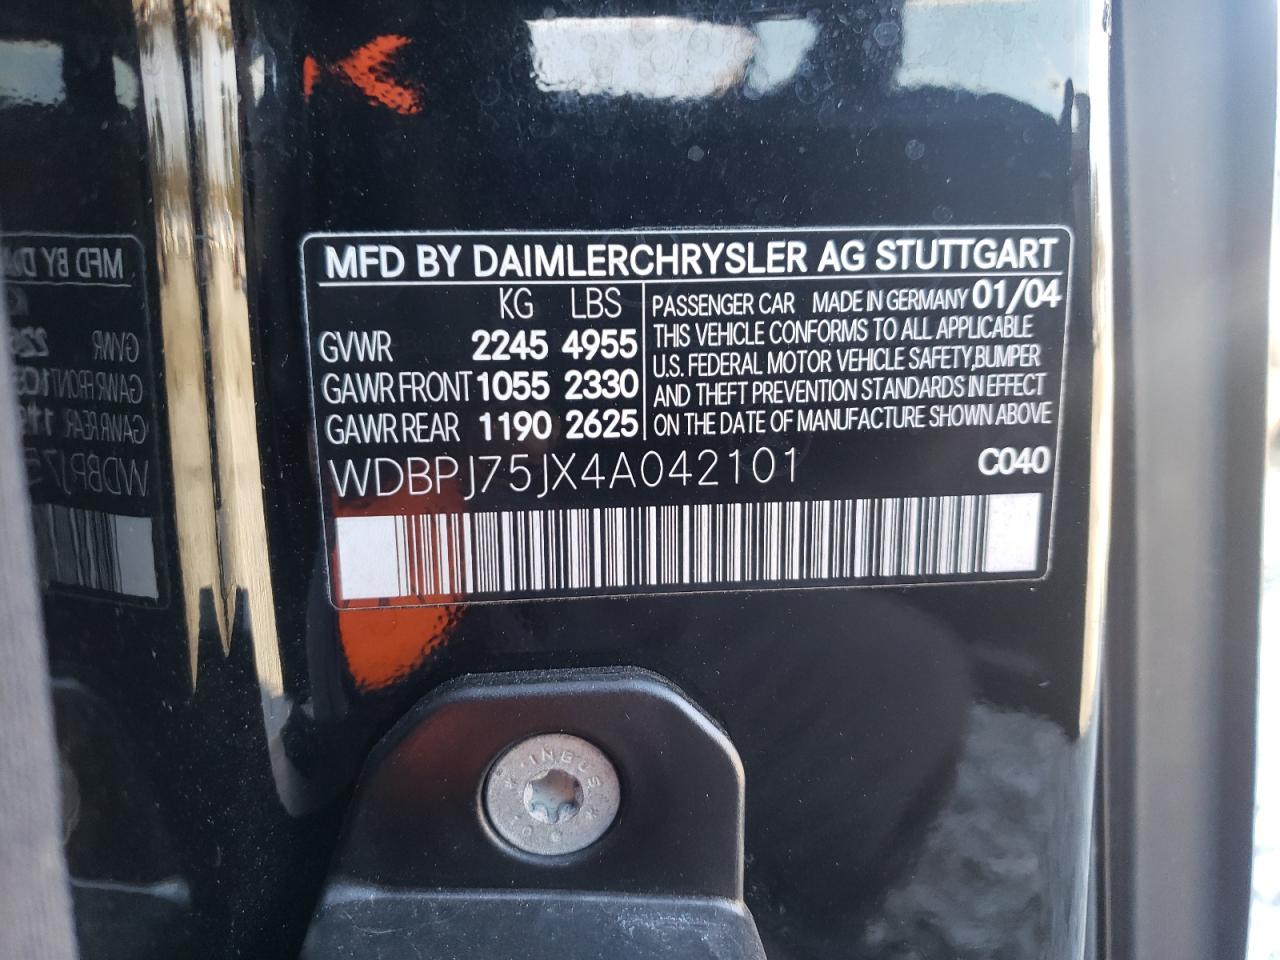 MFD BY DAIMLERCHRYSLER AG STUTTGART
KG LBS
GVWR 2245 4955
GAWR FRONT 1055 2330
GAWR REAR 1190 2625
PASSENGER CAR MADE IN GERMANY 01/04
THIS VEHICLE CONFORMS TO ALL APPLICABLE
U.S. FEDERAL MOTOR VEHICLE SAFETY, BUMPER
AND THEFT PREVENTION STANDARDS IN EFFECT
ON THE DATE OF MANUFACTURE SHOWN ABOVE
WDBPJ75JX4A042101 C040